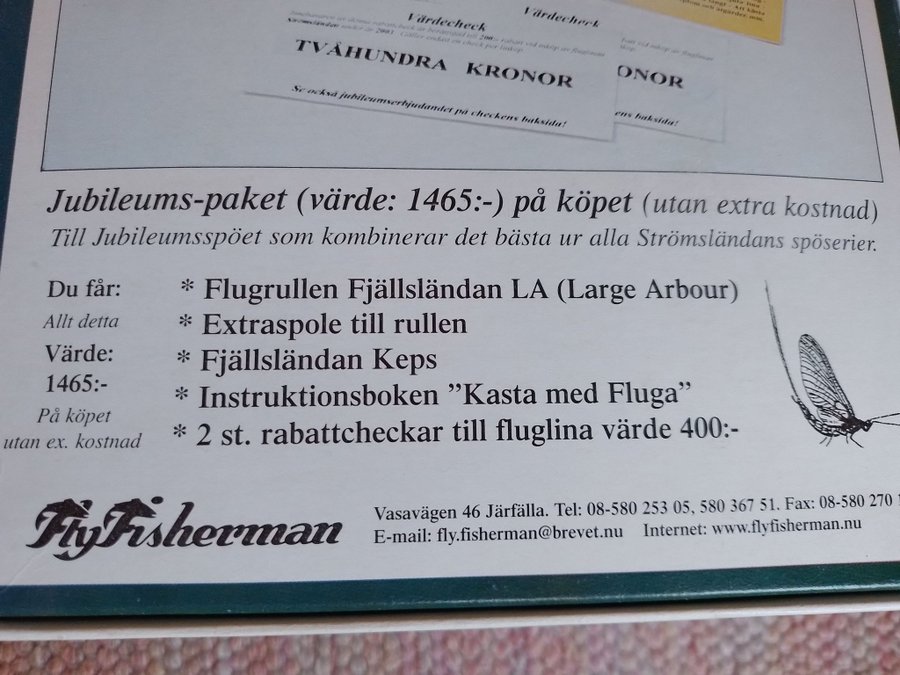 Värdecheck
Värdecheck
TVÅHUNDRA KRONOR
ONOR
Se också jubileumserbjudandet på checkens baksida!
ens baksida!
Jubileums-paket (värde: 1465:-) på köpet (utan extra kostnad)
Till Jubileumsspöet som kombinerar det bästa ur alla Strömsländans spöserier.
Du får:
Allt detta
Värde:
1465:-
På köpet
utan ex. kostnad
* Flugrullen Fjällsländan LA (Large Arbour)
* Extraspole till rullen
* Fjällsländan Keps
* Instruktionsboken ”Kasta med Fluga”
* 2 st. rabattcheckar till fluglina värde 400:-
FlyFisherman
Vasavägen 46 Järfälla. Tel: 08-580 253 05, 580 367 51. Fax: 08-580 270
E-mail: fly.fisherman@brevet.nu Internet: www.flyfisherman.nu